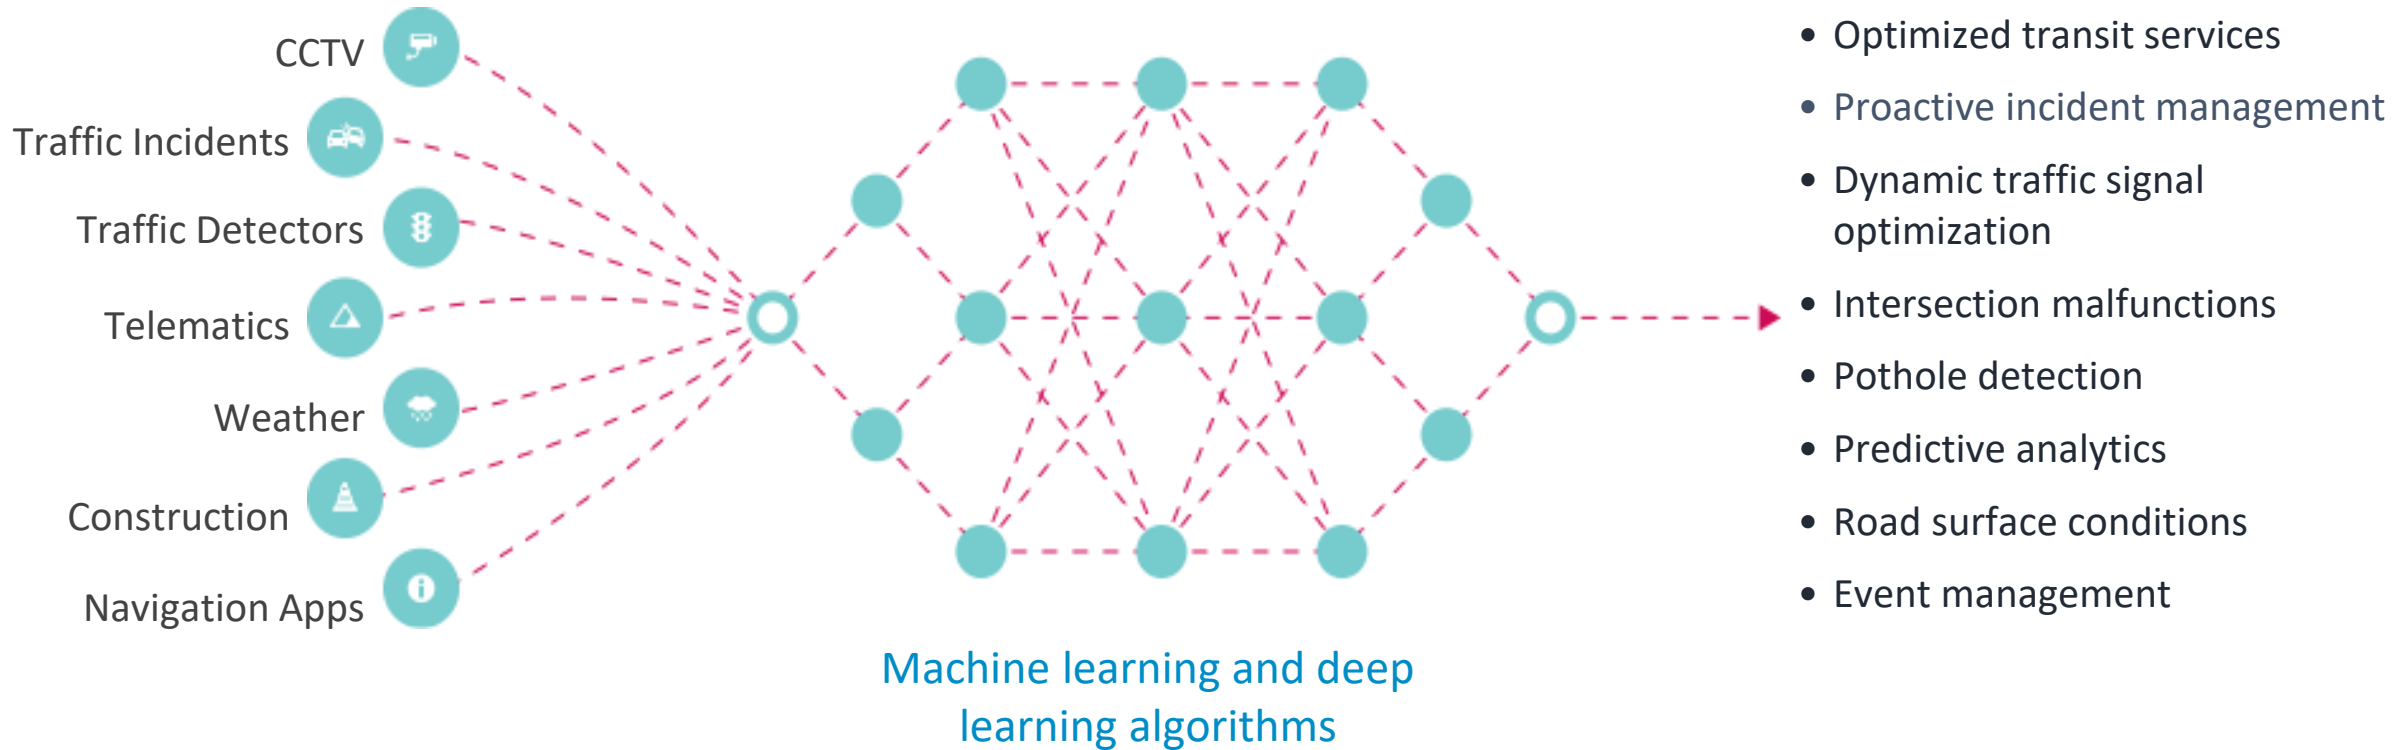 CCTV
Traffic Incidents
Traffic Detectors
Telematics
Weather
Construction
Navigation Apps
Machine learning and deep
learning algorithms
• Optimized transit services
• Proactive incident management
• Dynamic traffic signal
optimization
• Intersection malfunctions
• Pothole detection
• Predictive analytics
• Road surface conditions
• Event management